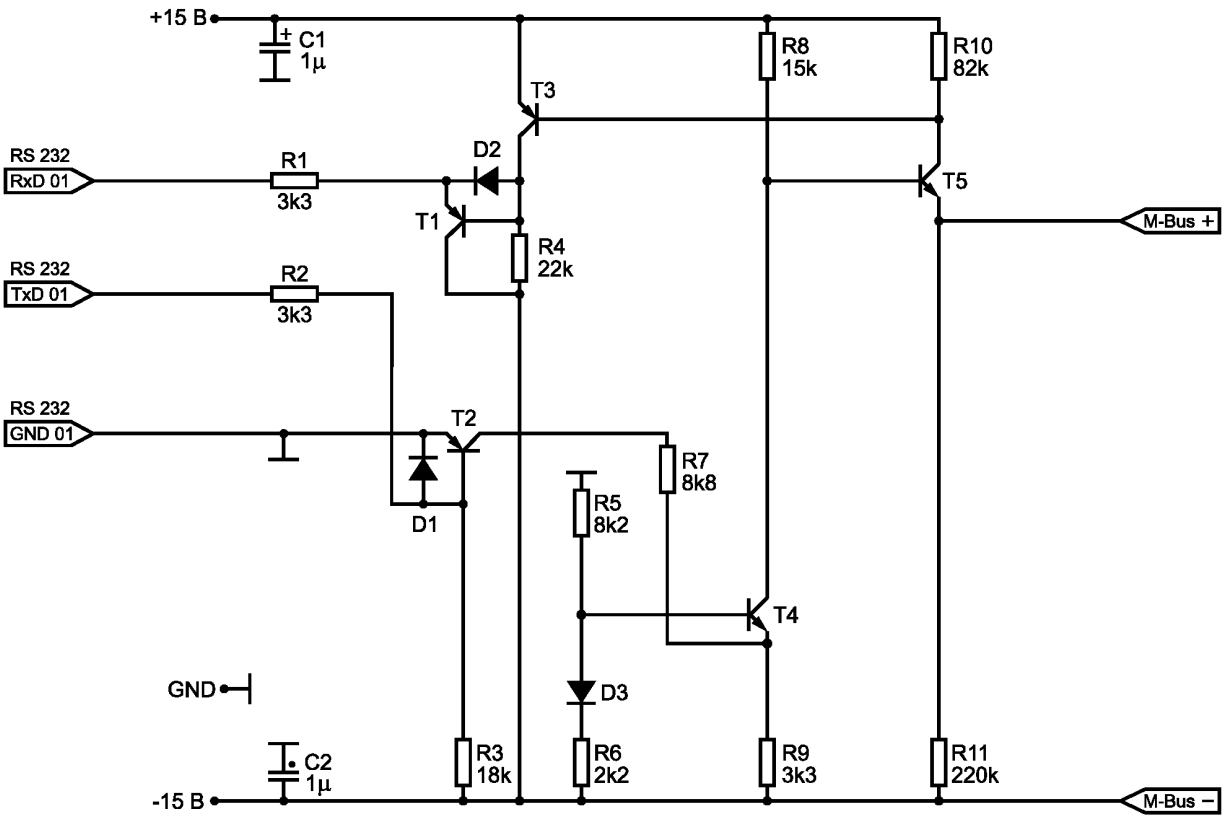 +15 В
+ C1
1µ
R8
15k
R10
82k
T3
RS 232
RxD 01
R1
3k3
D2
T1
T5
R4
22k
M-Bus +
RS 232
TxD 01
R2
3k3
RS 232
GND 01
T2
D1
R7
8k8
R5
8k2
T4
GND
D3
C2
1µ
R3
18k
R6
2k2
R9
3k3
R11
220k
-15 В
M-Bus −